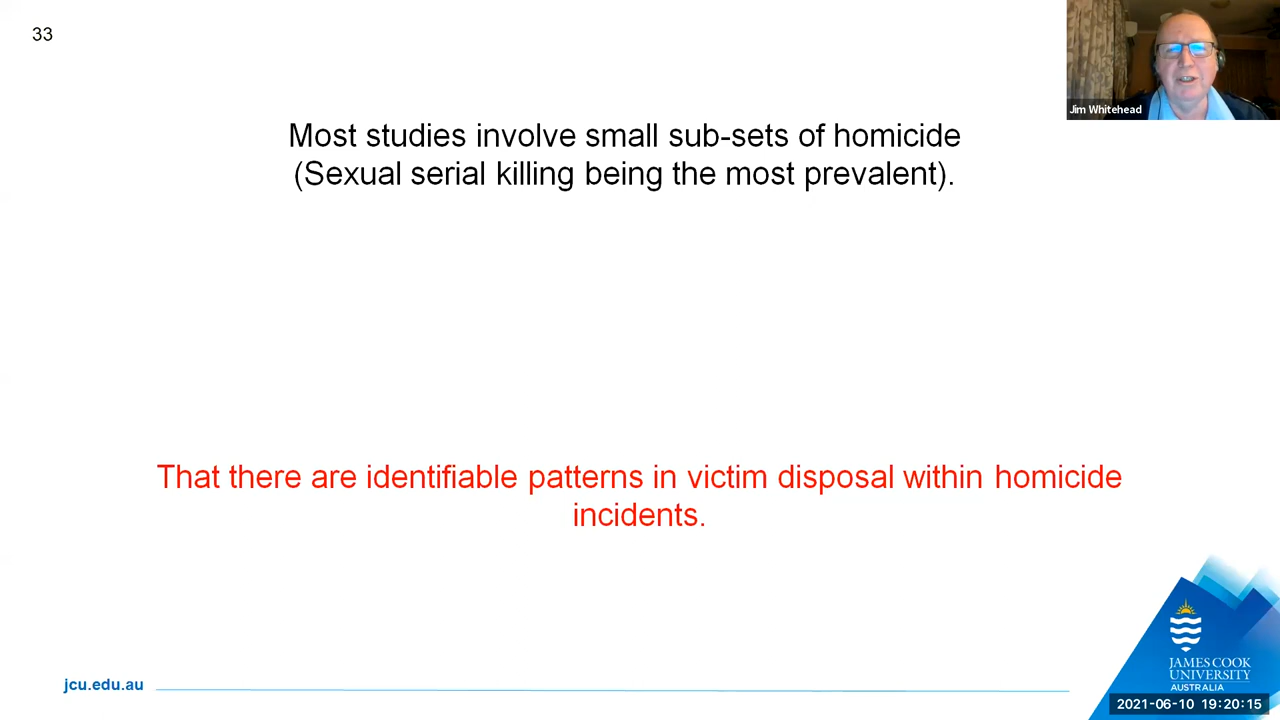 33
Jim Whitehead
Most studies involve small sub-sets of homicide
(Sexual serial killing being the most prevalent).
That there are identifiable patterns in victim disposal within homicide
incidents.
jcu.edu.au
JAMES COOK
UNIVERSITY
AUSTRALIA
2021-06-10 19:20:15